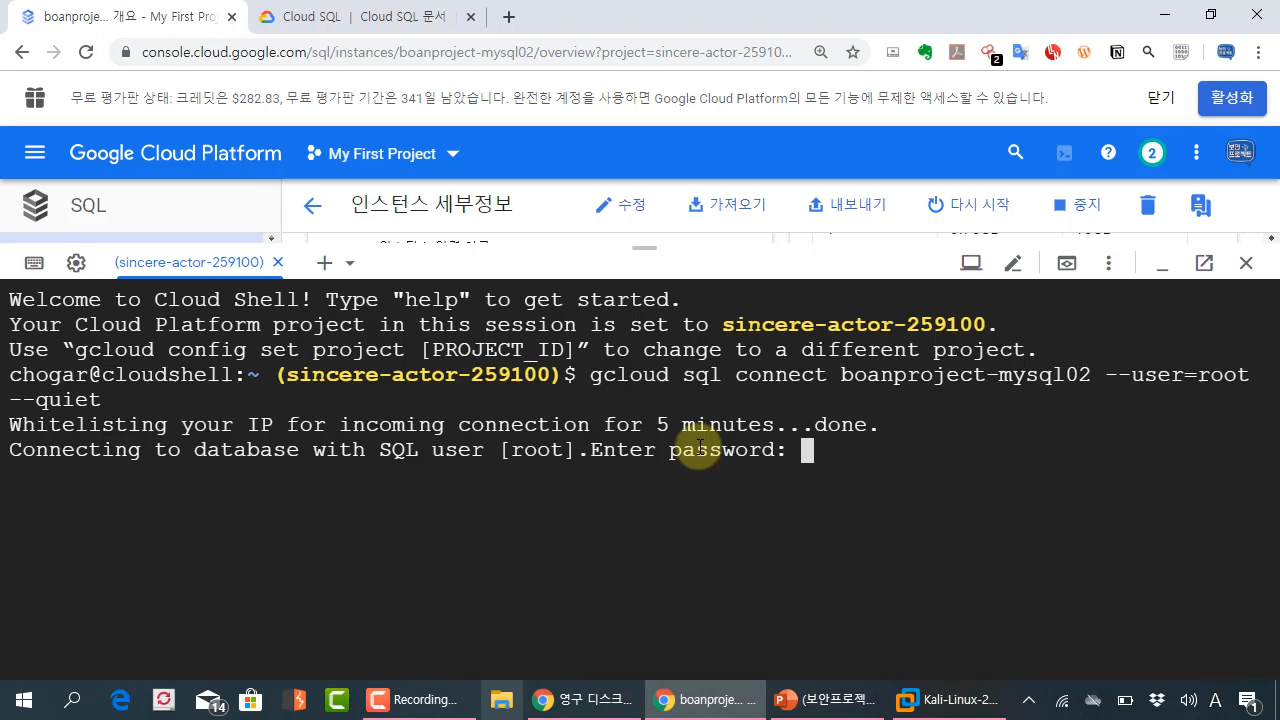 boanproje... 개요 - My First Proj
Cloud SQL | Cloud SQL 문서
console.cloud.google.com/sql/instances/boanproject-mysql02/overview?project=sincere-actor-25910...
2
무료 평가판 상태: 크레딧은 $282.83, 무료 평가판 기간은 341일 남았습니다. 완전한 계정을 사용하면 Google Cloud Platform의 모든 기능에 무제한 액세스할 수 있습니다.
닫기
활성화
Google Cloud Platform
My First Project
2
보안
프로젝트
SQL
인스턴스 세부정보
수정
가져오기
내보내기
다시 시작
중지
(sincere-actor-259100)
Welcome to Cloud Shell! Type "help" to get started.
Your Cloud Platform project in this session is set to sincere-actor-259100.
Use “gcloud config set project [PROJECT_ID]” to change to a different project.
chogar@cloudshell:~ (sincere-actor-259100)$ gcloud sql connect boanproject-mysql02 --user=root
--quiet
Whitelisting your IP for incoming connection for 5 minutes...done.
Connecting to database with SQL user [root].Enter password:
14
Recording...
영구 디스크...
boanproje... ...
(보안프로젝...
Kali-Linux-2...
A
1